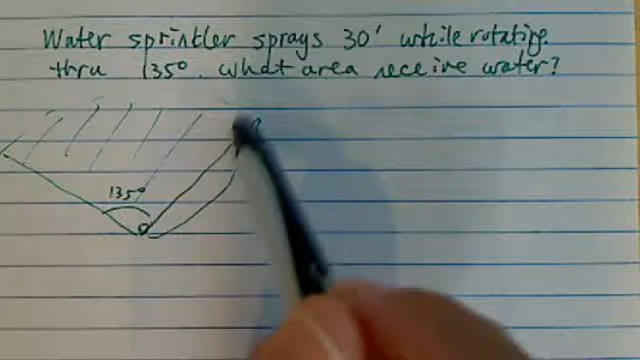 Water sprinkler sprays 30' while rotating
thru 135°. What area receive water?
135°